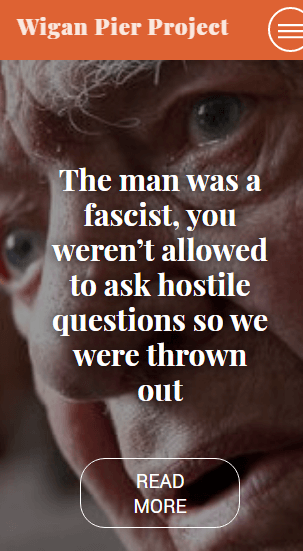 Wigan Pier Project
The man was a
fascist, you
weren’t allowed
to ask hostile
questions so we
were thrown
out
READ
MORE